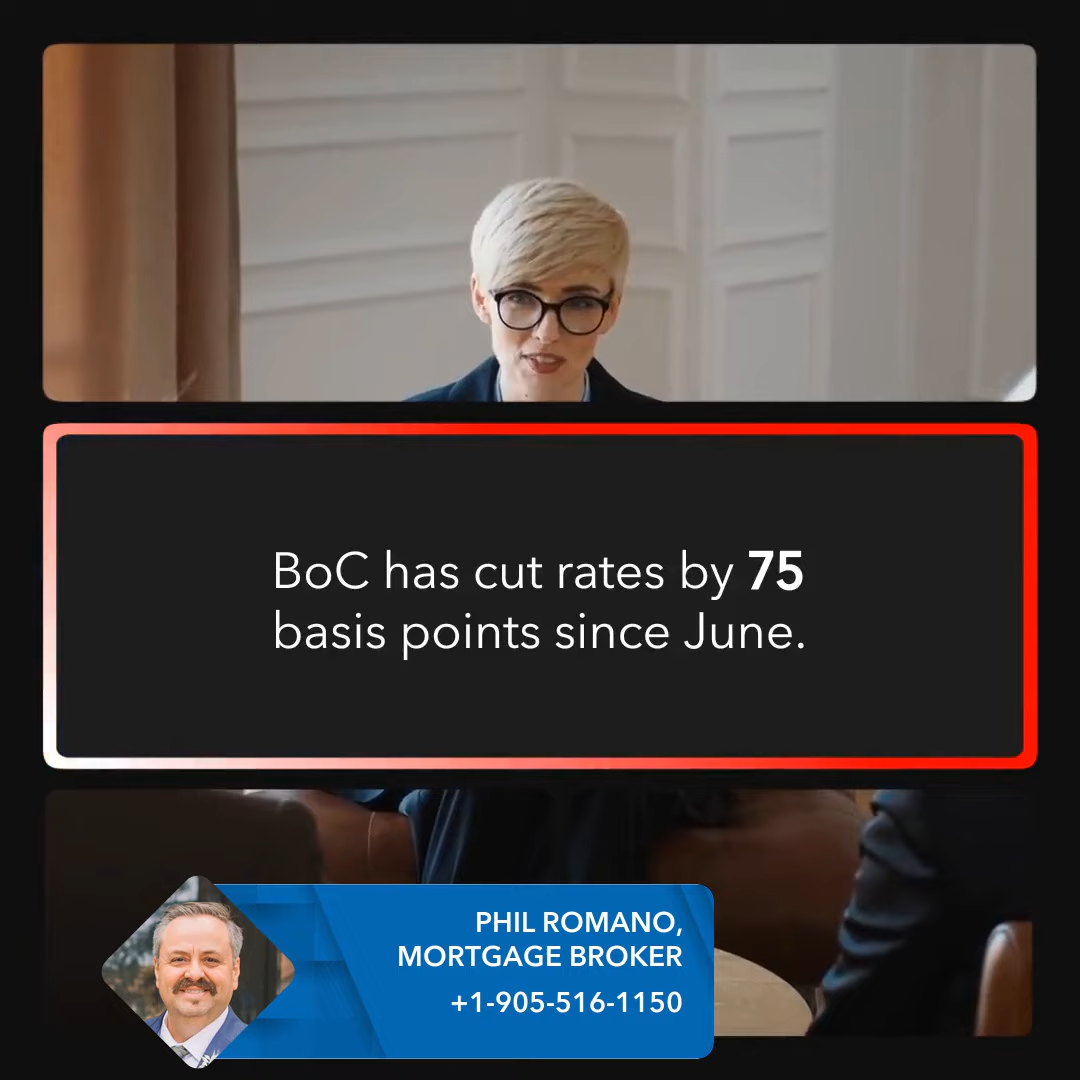 BoC has cut rates by 75
basis points since June.
PHIL ROMANO,
MORTGAGE BROKER
+1-905-516-1150